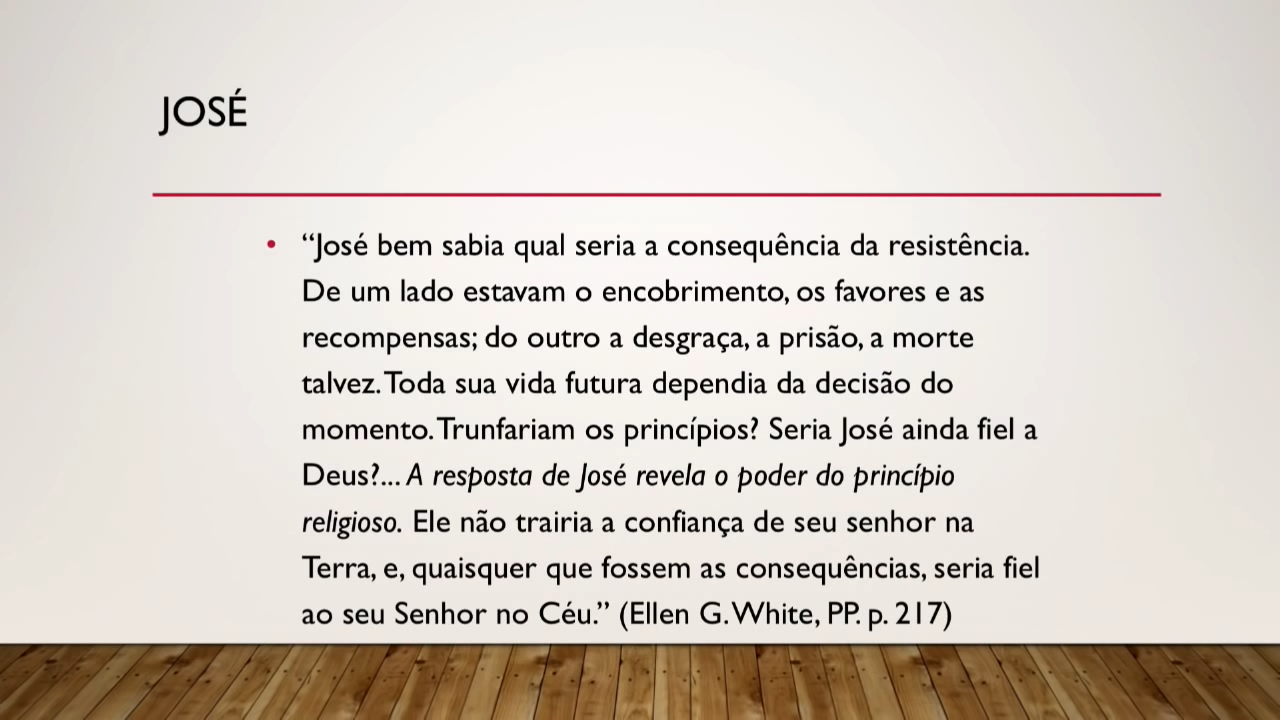 JOSÉ
• “José bem sabia qual seria a consequência da resistência.
De um lado estavam o encobrimento, os favores e as
recompensas; do outro a desgraça, a prisão, a morte
talvez. Toda sua vida futura dependia da decisão do
momento. Trunfariam os princípios? Seria José ainda fiel a
Deus?... A resposta de José revela o poder do princípio
religioso. Ele não trairia a confiança de seu senhor na
Terra, e, quaisquer que fossem as consequências, seria fiel
ao seu Senhor no Céu.” (Ellen G. White, PP. p. 217)